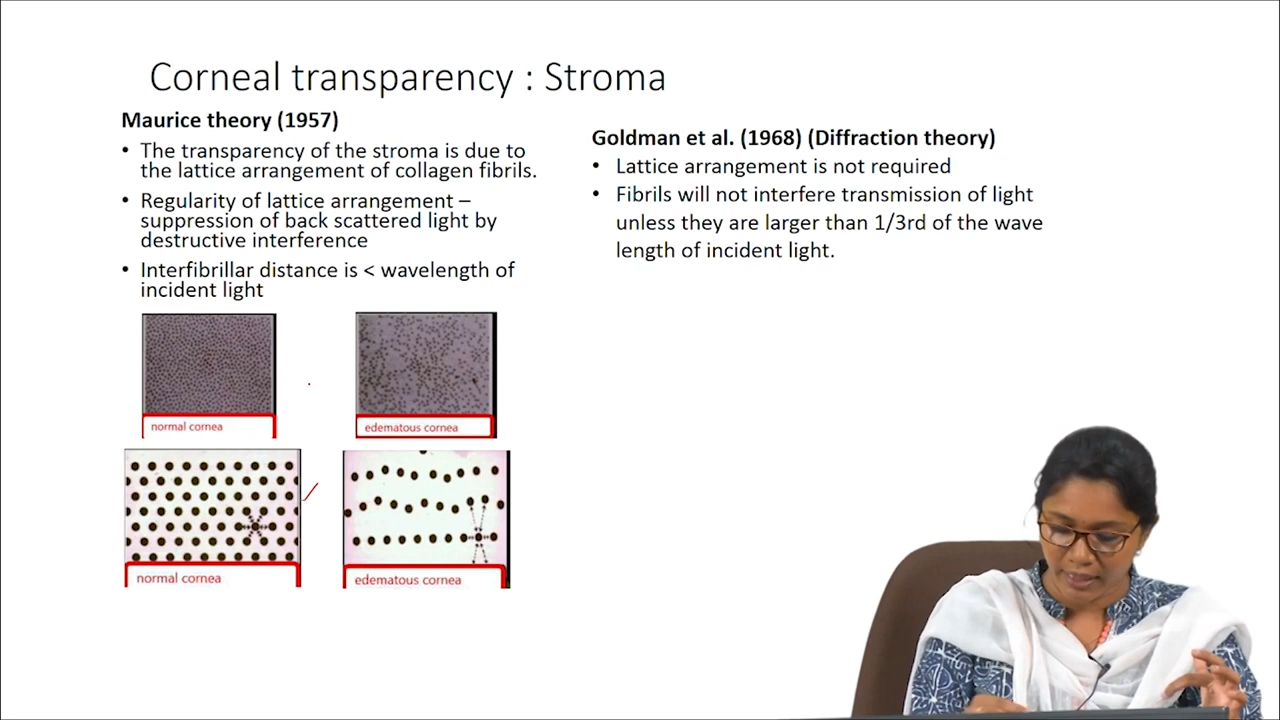 Corneal transparency : Stroma
Maurice theory (1957)
• The transparency of the stroma is due to
the lattice arrangement of collagen fibrils.
• Regularity of lattice arrangement –
suppression of back scattered light by
destructive interference
• Interfibrillar distance is < wavelength of
incident light
normal cornea
edematous cornea
normal cornea
edematous cornea
Goldman et al. (1968) (Diffraction theory)
• Lattice arrangement is not required
• Fibrils will not interfere transmission of light
unless they are larger than 1/3rd of the wave
length of incident light.